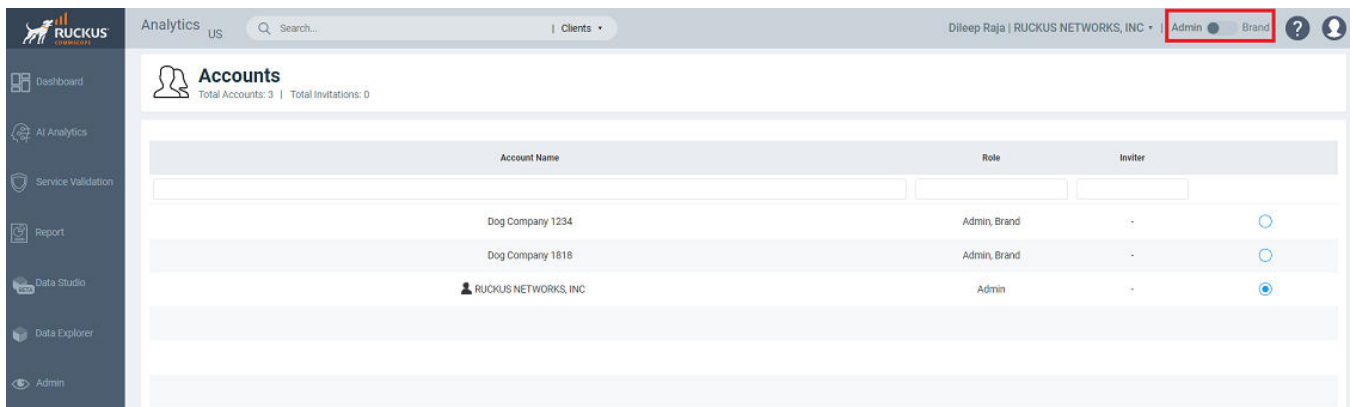 RUCKUS
COMMSCOPE
Analytics US
Search...
| Clients
Dileep Raja | RUCKUS NETWORKS, INC
|
Admin
Brand
?
Dashboard
AI Analytics
Service Validation
Report
Data Studio
BETA
Data Explorer
Admin
Accounts
Total Accounts: 3 | Total Invitations: 0
Account Name Role Inviter
Dog Company 1234 Admin, Brand -
Dog Company 1818 Admin, Brand -
RUCKUS NETWORKS, INC Admin -